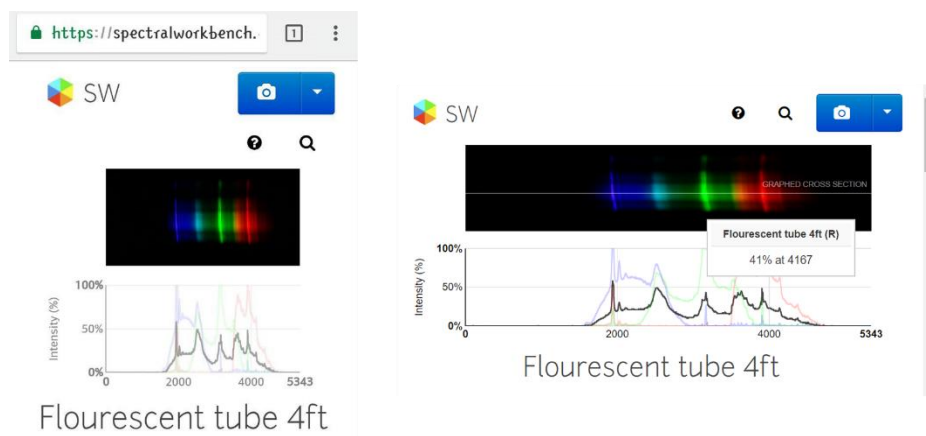 https://spectralworkbench.
1
SW
?
100%
50%
0%
Intensity (%)
0
2000
4000
5343
Flourescent tube 4ft
SW
?
GRAPHED CROSS SECTION
Flourescent tube 4ft (R)
41% at 4167
100%
50%
0%
Intensity (%)
0
2000
4000
5343
Flourescent tube 4ft